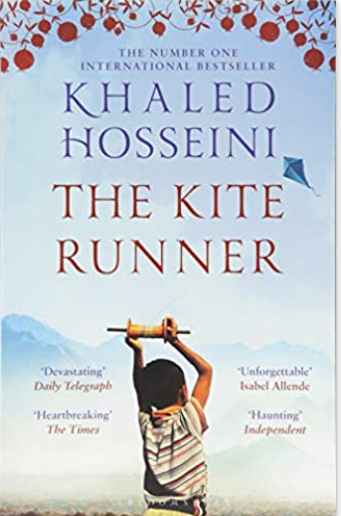 THE NUMBER ONE
INTERNATIONAL BESTSELLER
KHALED
HOSSEINI
THE KITE
RUNNER
‘Devastating’
Daily Telegraph
‘Unforgettable’
Isabel Allende
‘Heartbreaking’
The Times
‘Haunting’
Independent
BLOOMSBURY